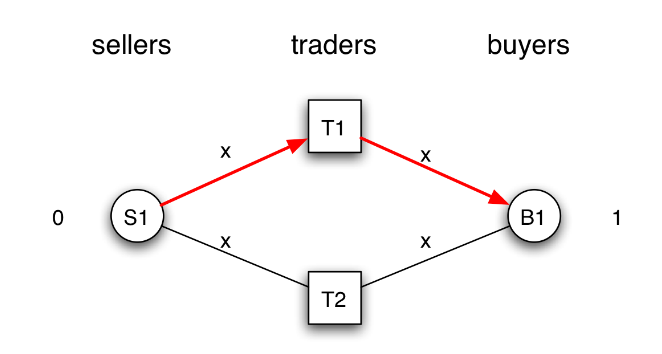 sellers traders buyers
T1
x x
0 S1 B1 1
x x
T2